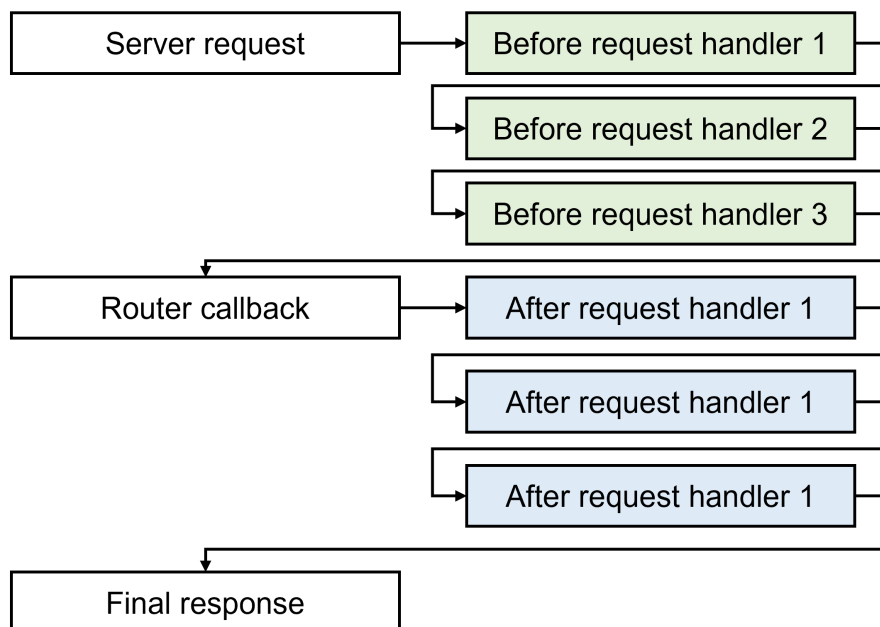 Server request
Before request handler 1
Before request handler 2
Before request handler 3
Router callback
After request handler 1
After request handler 1
After request handler 1
Final response